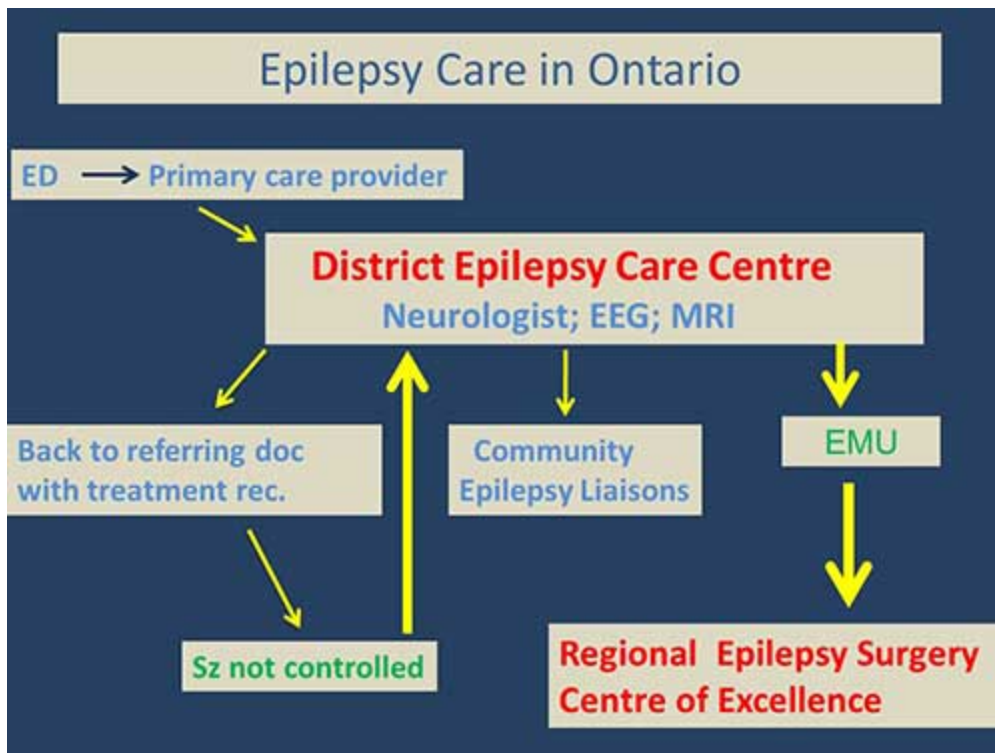 Epilepsy Care in Ontario
ED → Primary care provider
District Epilepsy Care Centre
Neurologist; EEG; MRI
Back to referring doc
with treatment rec.
Community
Epilepsy Liaisons
EMU
Sz not controlled
Regional Epilepsy Surgery
Centre of Excellence